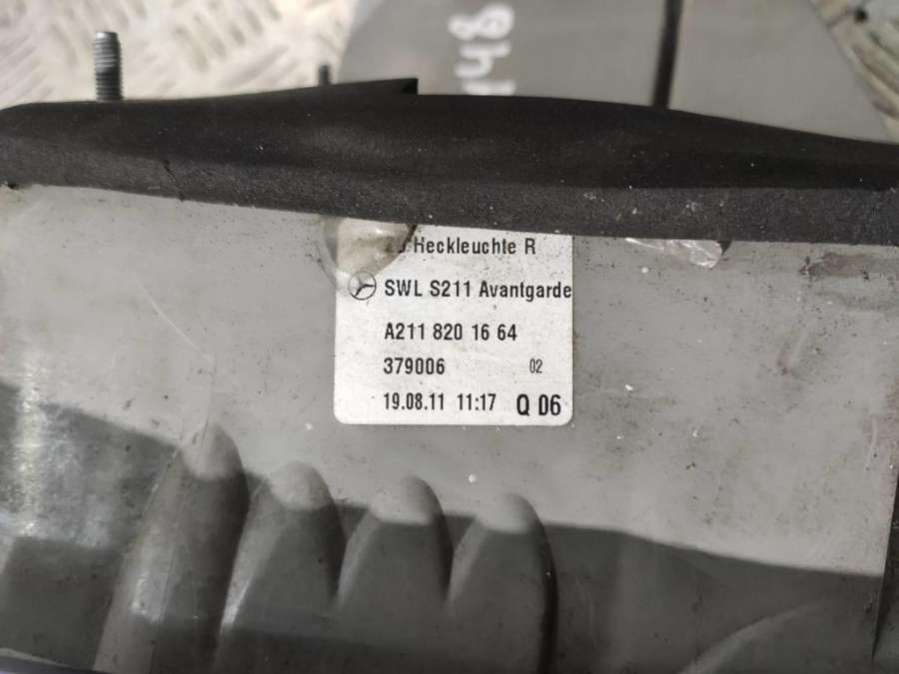 Heckleuchte R
SWL S211 Avantgarde
A211 820 16 64
379006 02
19.08.11 11:17 Q 06